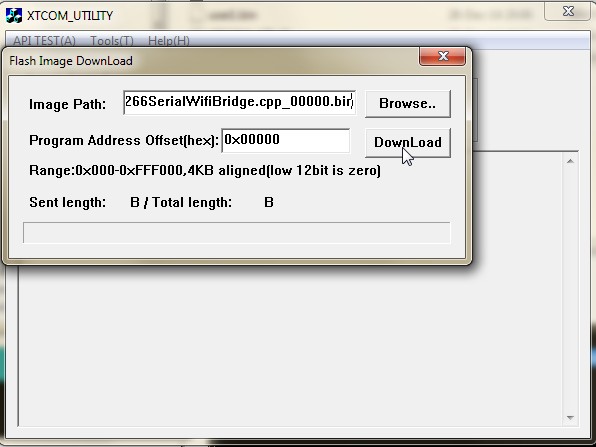 XTCOM_UTILITY
API TEST(A) Tools(T) Help(H)
Flash Image DownLoad
Image Path: 266SerialWifiBridge.cpp_00000.bin Browse..
Program Address Offset(hex): 0x00000 DownLoad
Range:0x000-0xFFF000,4KB aligned(low 12bit is zero)
Sent length: B / Total length: B